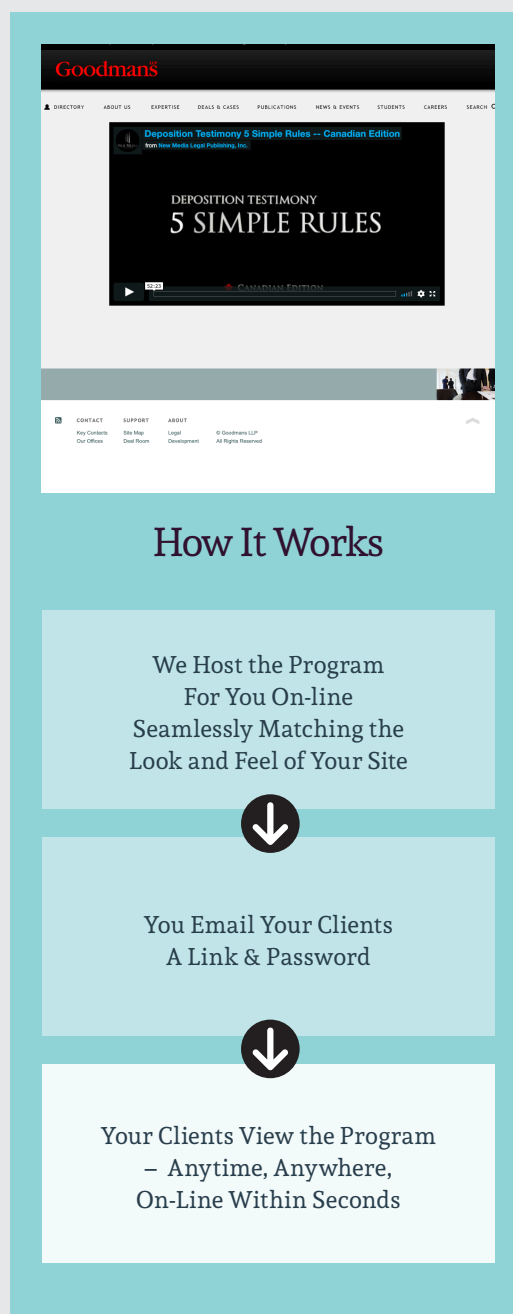 Goodmans LLP
DIRECTORY ABOUT US EXPERTISE DEALS & CASES PUBLICATIONS NEWS & EVENTS STUDENTS CAREERS SEARCH
Deposition Testimony 5 Simple Rules -- Canadian Edition
from New Media Legal Publishing, Inc.
DEPOSITION TESTIMONY
5 SIMPLE RULES
52:23
CANADIAN EDITION
CONTACT SUPPORT ABOUT
Key Contacts Site Map Legal © Goodmans LLP
Our Offices Deal Room Development All Rights Reserved
How It Works
We Host the Program
For You On-line
Seamlessly Matching the
Look and Feel of Your Site
You Email Your Clients
A Link & Password
Your Clients View the Program
– Anytime, Anywhere,
On-Line Within Seconds